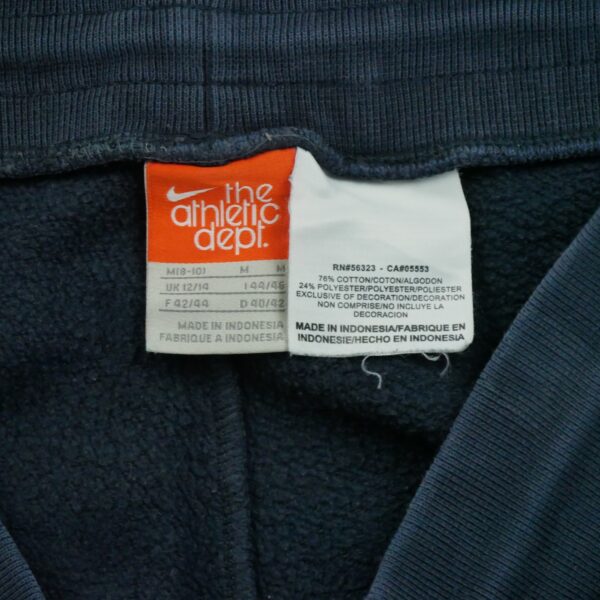 the
athletic
dept.
M(8-10) M M
UK 12/14 I 44/46
F 42/44 D 40/42
MADE IN INDONESIA
FABRIQUE A INDONESIA
RN#56323 - CA#05553
76% COTTON/COTON/ALGODON
24% POLYESTER/POLYESTER/POLIESTER
EXCLUSIVE OF DECORATION/DECORATION
NON COMPRISE/NO INCLUYE LA
DECORACION
MADE IN INDONESIA/FABRIQUE EN
INDONESIE/HECHO EN INDONESIA